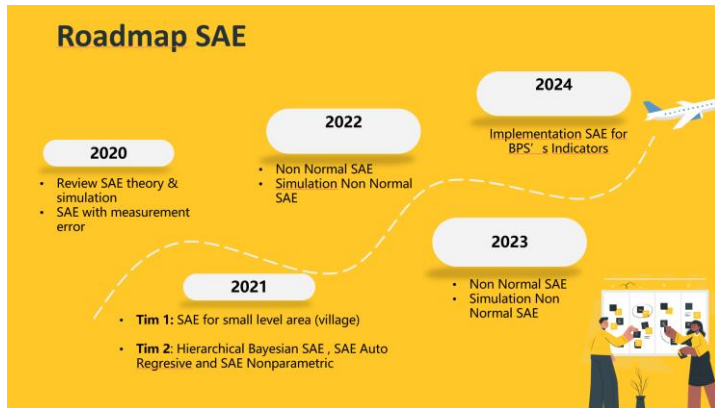 Roadmap SAE
2020
• Review SAE theory &
simulation
• SAE with measurement
error
2021
• Tim 1: SAE for small level area (village)
• Tim 2: Hierarchical Bayesian SAE , SAE Auto
Regresive and SAE Nonparametric
2022
• Non Normal SAE
• Simulation Non Normal
SAE
2023
• Non Normal SAE
• Simulation Non
Normal SAE
2024
Implementation SAE for
BPS’ s Indicators